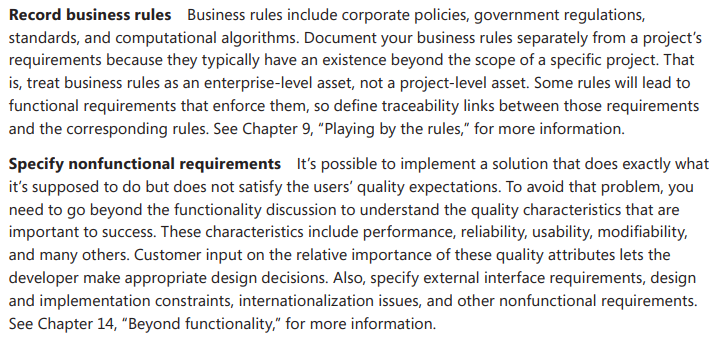 Record business rules Business rules include corporate policies, government regulations,
standards, and computational algorithms. Document your business rules separately from a project’s
requirements because they typically have an existence beyond the scope of a specific project. That
is, treat business rules as an enterprise-level asset, not a project-level asset. Some rules will lead to
functional requirements that enforce them, so define traceability links between those requirements
and the corresponding rules. See Chapter 9, “Playing by the rules,” for more information.
Specify nonfunctional requirements It’s possible to implement a solution that does exactly what
it’s supposed to do but does not satisfy the users’ quality expectations. To avoid that problem, you
need to go beyond the functionality discussion to understand the quality characteristics that are
important to success. These characteristics include performance, reliability, usability, modifiability,
and many others. Customer input on the relative importance of these quality attributes lets the
developer make appropriate design decisions. Also, specify external interface requirements, design
and implementation constraints, internationalization issues, and other nonfunctional requirements.
See Chapter 14, “Beyond functionality,” for more information.